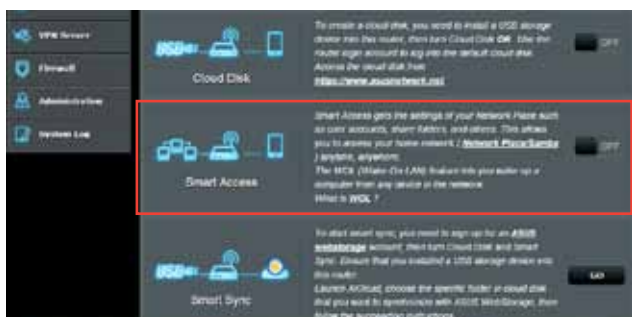 VPN Server
Firewall
Administration
System Log
USB
Cloud Disk
To create a cloud disk, you need to install a USB storage
device into this router, then turn Cloud Disk ON. Use the
router login account to log into the default cloud disk.
Access the cloud disk from
https://www.asusnetwork.net
OFF
Smart Access
Smart Access gets the settings of your Network Place such
as user accounts, share folders, and others. This allows
you to access your home network ( Network Place/Samba
) anytime, anywhere.
The WOL (Wake-On-LAN) feature lets you wake up a
computer from any device in the network.
What is WOL ?
OFF
USB
Smart Sync
To start smart sync, you need to sign up for an ASUS
webstorage account, then turn Cloud Disk and Smart
Sync. Ensure that you installed a USB storage device into
this router.
Launch AiCloud, choose the specific folder in cloud disk
that you want to synchronize with ASUS WebStorage, then
follow the succeeding instructions.
GO